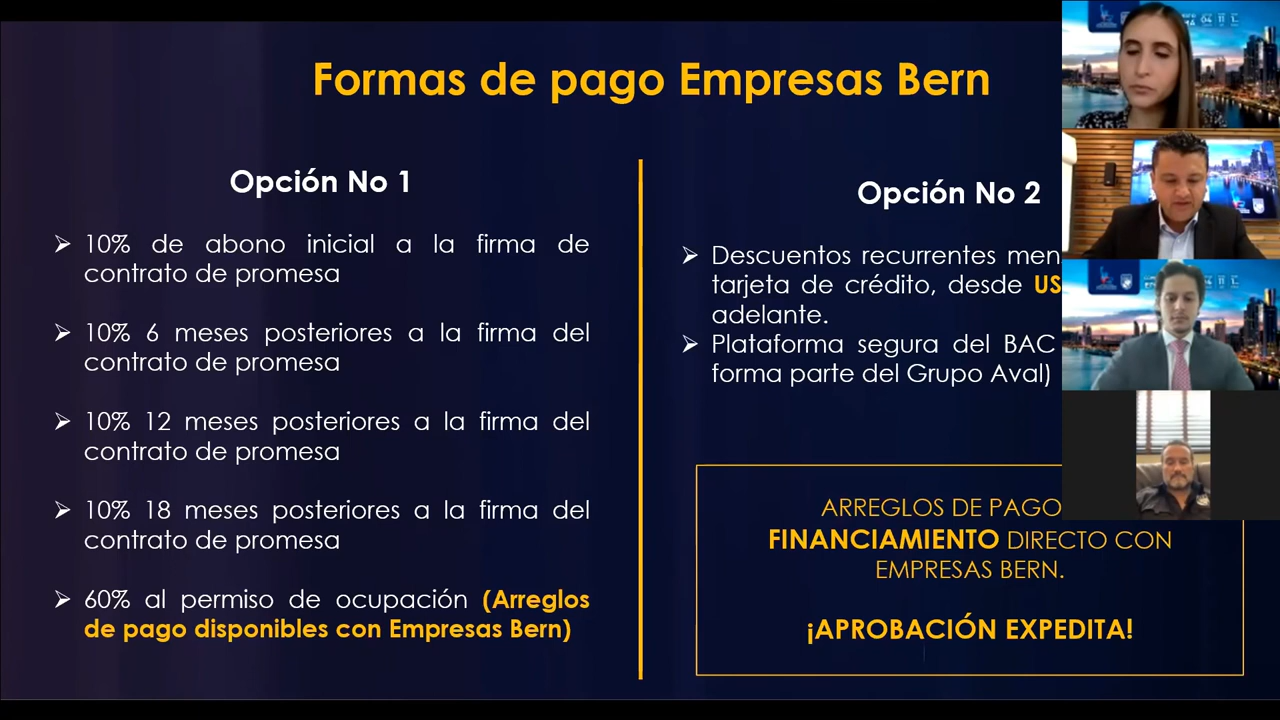 Formas de pago Empresas Bern
Opción No 1
➢ 10% de abono inicial a la firma de
contrato de promesa
➢ 10% 6 meses posteriores a la firma del
contrato de promesa
➢ 10% 12 meses posteriores a la firma del
contrato de promesa
➢ 10% 18 meses posteriores a la firma del
contrato de promesa
➢ 60% al permiso de ocupación (Arreglos
de pago disponibles con Empresas Bern)
Opción No 2
➢ Descuentos recurrentes men
tarjeta de crédito, desde US
adelante.
➢ Plataforma segura del BAC
forma parte del Grupo Aval)
ARREGLOS DE PAGO
FINANCIAMIENTO DIRECTO CON
EMPRESAS BERN.
¡APROBACIÓN EXPEDITA!